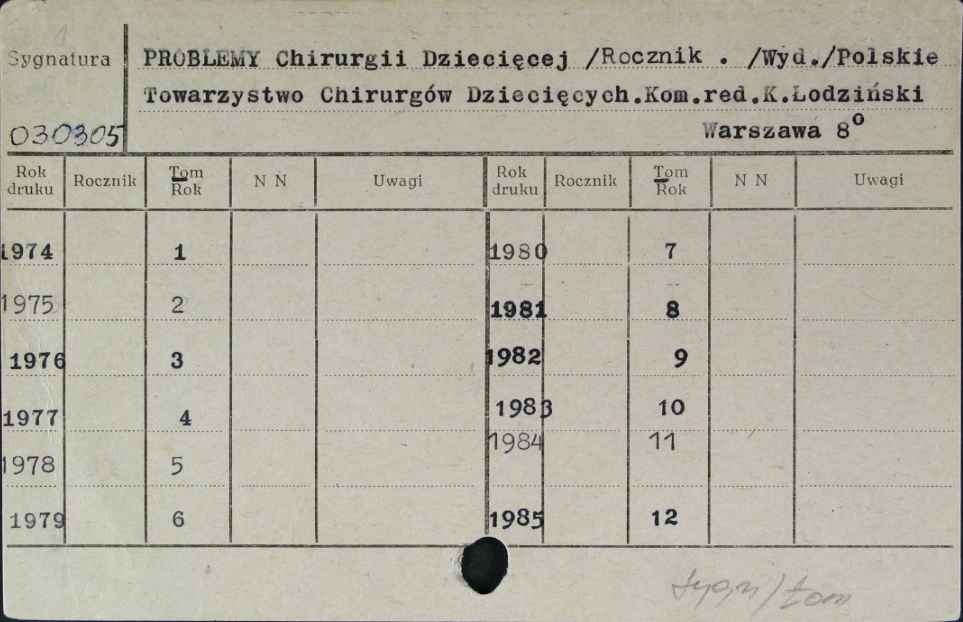 Sygnatura
030305
PROBLEMY Chirurgii Dziecięcej /Rocznik . /Wyd./Polskie
Towarzystwo Chirurgów Dziecięcych.Kom.red.K.Łodziński
Warszawa 8°
Rok druku Rocznik Tom Rok N N Uwagi Rok druku Rocznik Tom Rok N N Uwagi
1974 1 1980 7
1975 2 1981 8
1976 3 1982 9
1977 4 1983 10
1978 5 1984 11
1979 6 1985 12